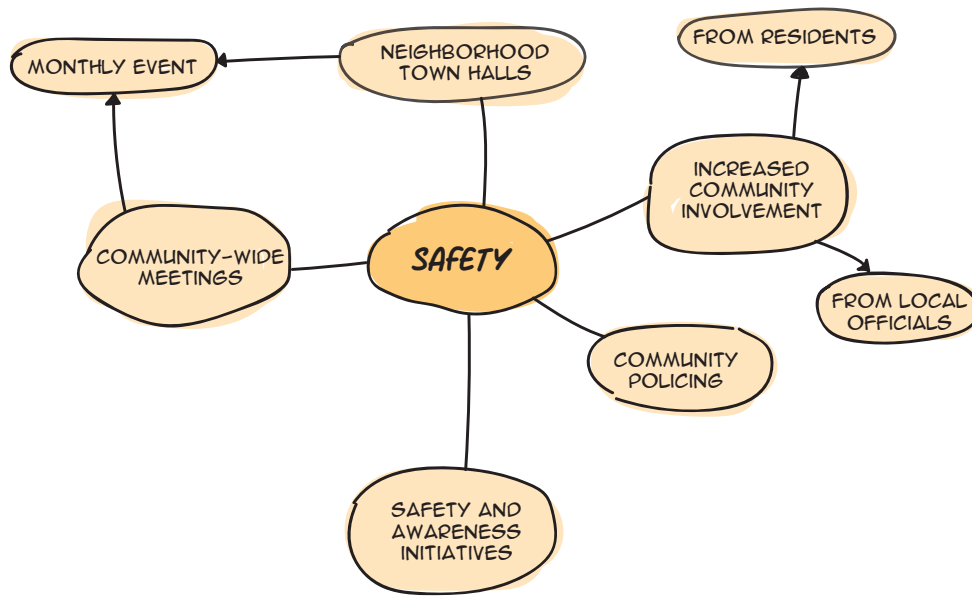 MONTHLY EVENT
NEIGHBORHOOD
TOWN HALLS
FROM RESIDENTS
INCREASED
COMMUNITY
INVOLVEMENT
COMMUNITY-WIDE
MEETINGS
SAFETY
FROM LOCAL
OFFICIALS
COMMUNITY
POLICING
SAFETY AND
AWARENESS
INITIATIVES